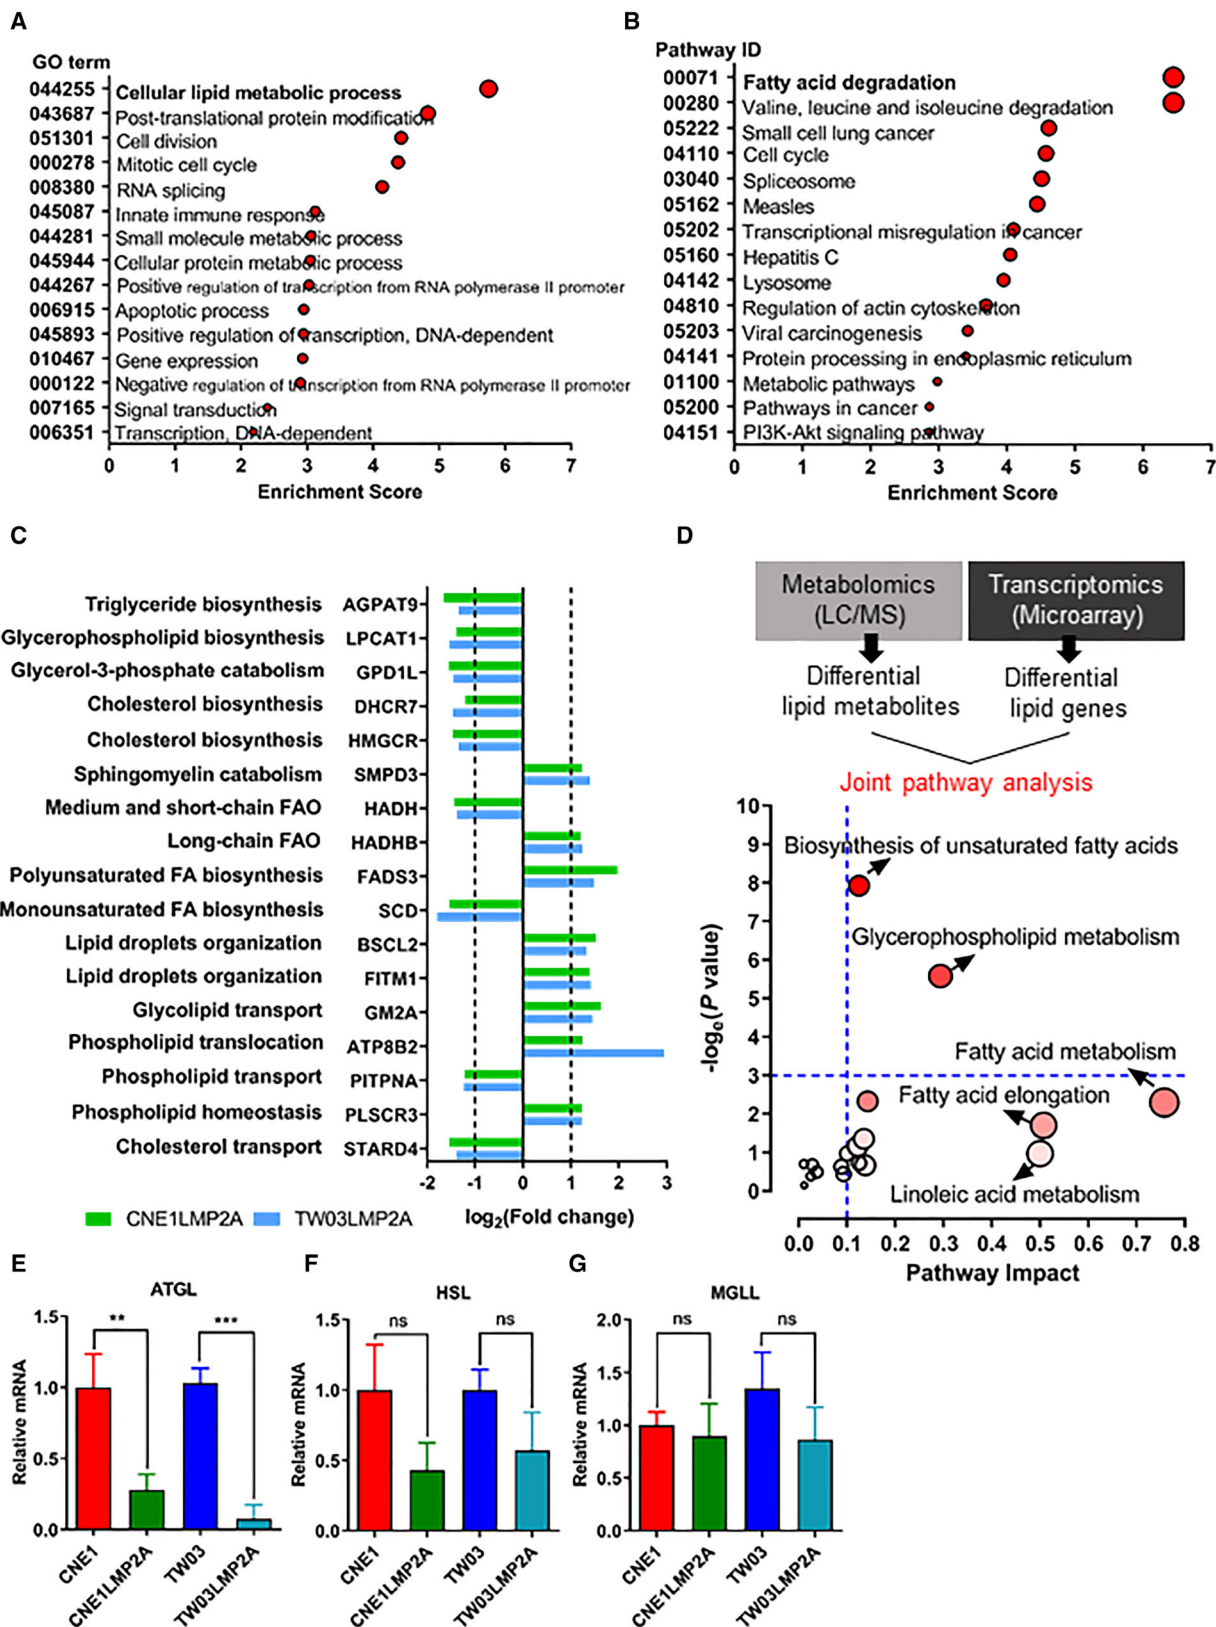 A
GO term
044255 Cellular lipid metabolic process
043687 Post-translational protein modification
051301 Cell division
000278 Mitotic cell cycle
008380 RNA splicing
045087 Innate immune response
044281 Small molecule metabolic process
045944 Cellular protein metabolic process
044267 Positive regulation of transcription from RNA polymerase II promoter
006915 Apoptotic process
045893 Positive regulation of transcription, DNA-dependent
010467 Gene expression
000122 Negative regulation of transcription from RNA polymerase II promoter
007165 Signal transduction
006351 Transcription, DNA-dependent
0 1 2 3 4 5 6 7
Enrichment Score
B
Pathway ID
00071 Fatty acid degradation
00280 Valine, leucine and isoleucine degradation
05222 Small cell lung cancer
04110 Cell cycle
03040 Spliceosome
05162 Measles
05202 Transcriptional misregulation in cancer
05160 Hepatitis C
04142 Lysosome
04810 Regulation of actin cytoskeleton
05203 Viral carcinogenesis
04141 Protein processing in endoplasmic reticulum
01100 Metabolic pathways
05200 Pathways in cancer
04151 PI3K-Akt signaling pathway
0 1 2 3 4 5 6 7
Enrichment Score
C
Triglyceride biosynthesis AGPAT9
Glycerophospholipid biosynthesis LPCAT1
Glycerol-3-phosphate catabolism GPD1L
Cholesterol biosynthesis DHCR7
Cholesterol biosynthesis HMGCR
Sphingomyelin catabolism SMPD3
Medium and short-chain FAO HADH
Long-chain FAO HADHB
Polyunsaturated FA biosynthesis FADS3
Monounsaturated FA biosynthesis SCD
Lipid droplets organization BSCL2
Lipid droplets organization FITM1
Glycolipid transport GM2A
Phospholipid translocation ATP8B2
Phospholipid transport PITPNA
Phospholipid homeostasis PLSCR3
Cholesterol transport STARD4
-2 -1 0 1 2 3
CNE1LMP2A TW03LMP2A log2(Fold change)
D
Metabolomics
(LC/MS)
Transcriptomics
(Microarray)
Differential
lipid metabolites
Differential
lipid genes
Joint pathway analysis
10
9
8
7
6
5
4
3
2
1
0
-loge(P value)
Biosynthesis of unsaturated fatty acids
Glycerophospholipid metabolism
Fatty acid metabolism
Fatty acid elongation
Linoleic acid metabolism
0.0 0.1 0.2 0.3 0.4 0.5 0.6 0.7 0.8
Pathway Impact
E
ATGL
Relative mRNA
1.5
1.0
0.5
0.0
** ***
CNE1 CNE1LMP2A TW03 TW03LMP2A
F
HSL
Relative mRNA
1.5
1.0
0.5
0.0
ns ns
CNE1 CNE1LMP2A TW03 TW03LMP2A
G
MGLL
Relative mRNA
2.0
1.5
1.0
0.5
0.0
ns ns
CNE1 CNE1LMP2A TW03 TW03LMP2A